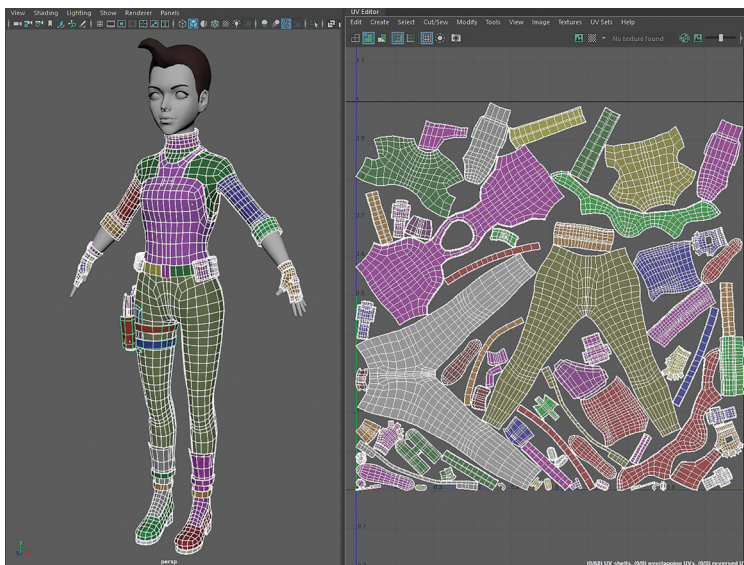 View Shading Lighting Show Renderer Panels
UV Editor
Edit Create Select Cut/Sew Modify Tools View Image Textures UV Sets Help
No texture found
persp
(0/68) UV shells, (0/0) overlapping UVs, (0/0) reversed U